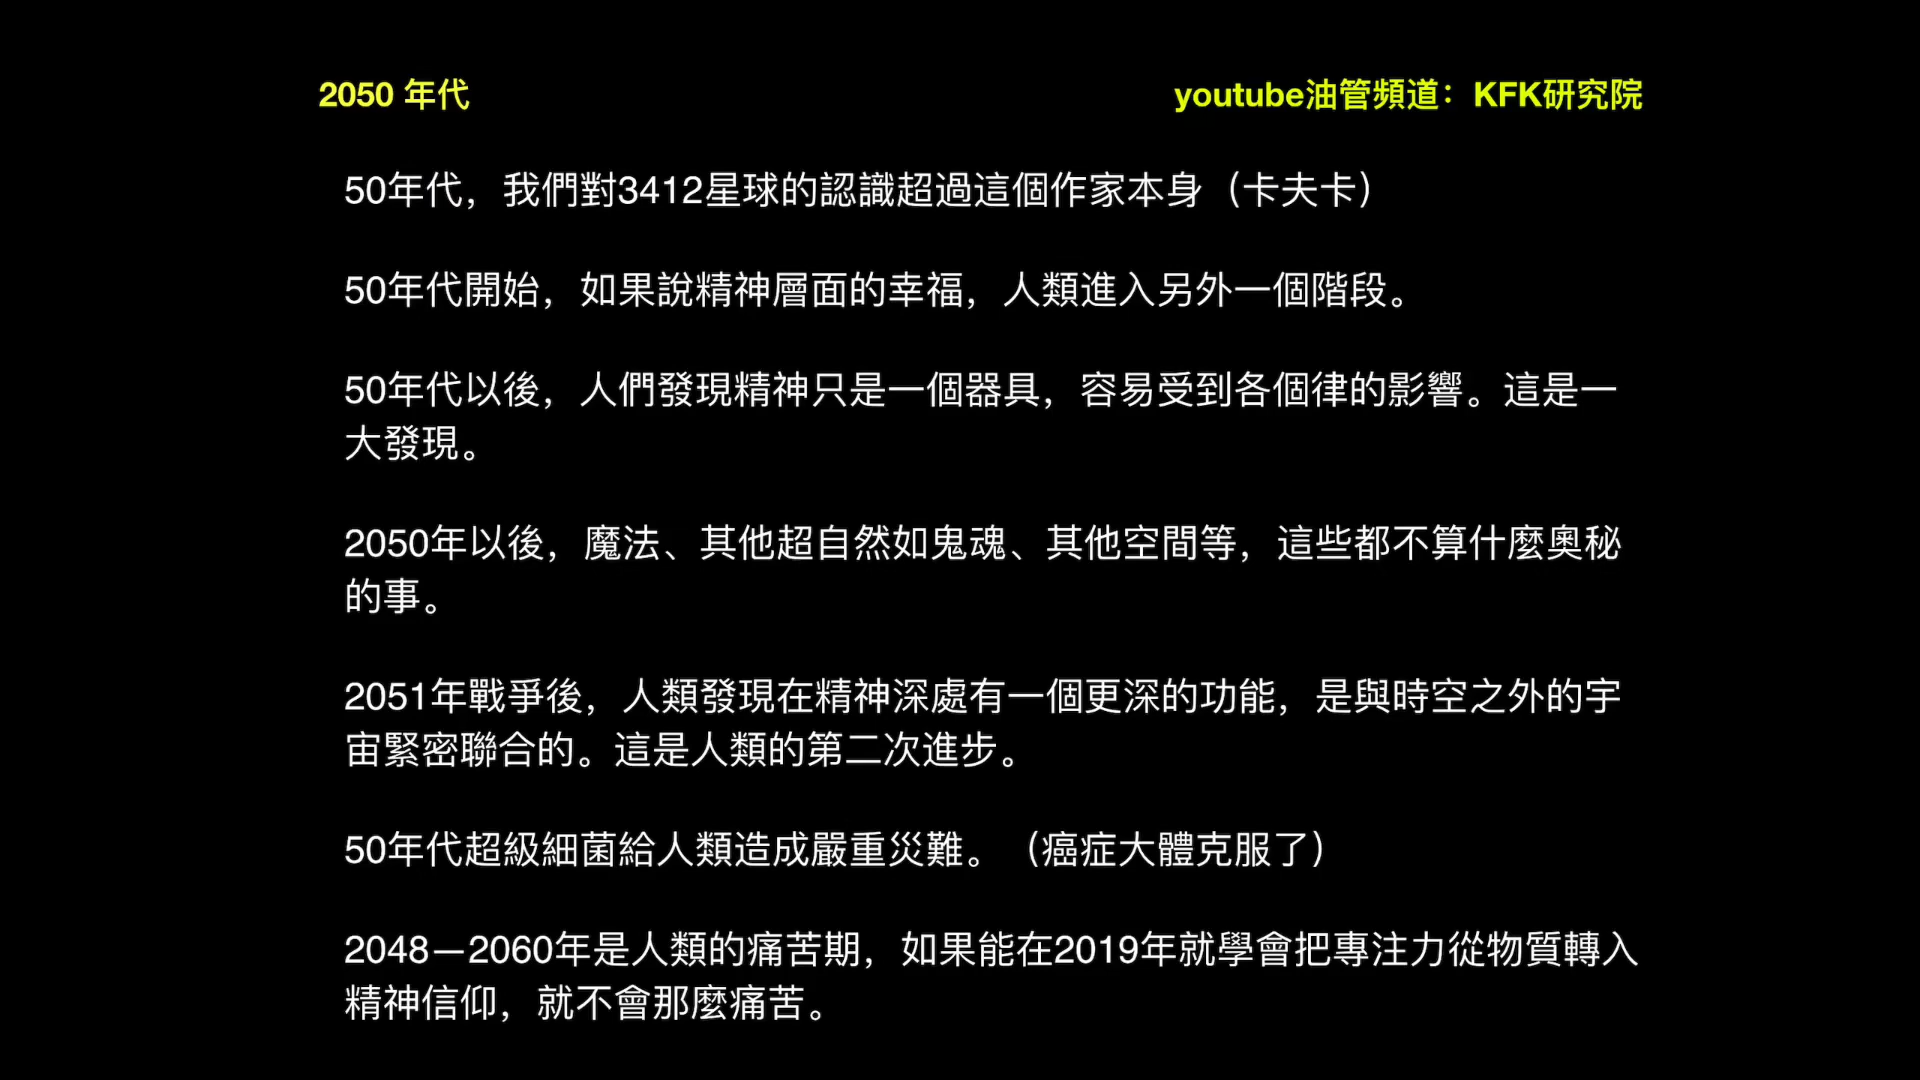 2050 年代
youtube油管頻道：KFK研究院
50年代，我們對3412星球的認識超過這個作家本身（卡夫卡）
50年代開始，如果說精神層面的幸福，人類進入另外一個階段。
50年代以後，人們發現精神只是一個器具，容易受到各個律的影響。這是一
大發現。
2050年以後，魔法、其他超自然如鬼魂、其他空間等，這些都不算什麼奧秘
的事。
2051年戰爭後，人類發現在精神深處有一個更深的功能，是與時空之外的宇
宙緊密聯合的。這是人類的第二次進步。
50年代超級細菌給人類造成嚴重災難。（癌症大體克服了）
2048—2060年是人類的痛苦期，如果能在2019年就學會把專注力從物質轉入
精神信仰，就不會那麼痛苦。